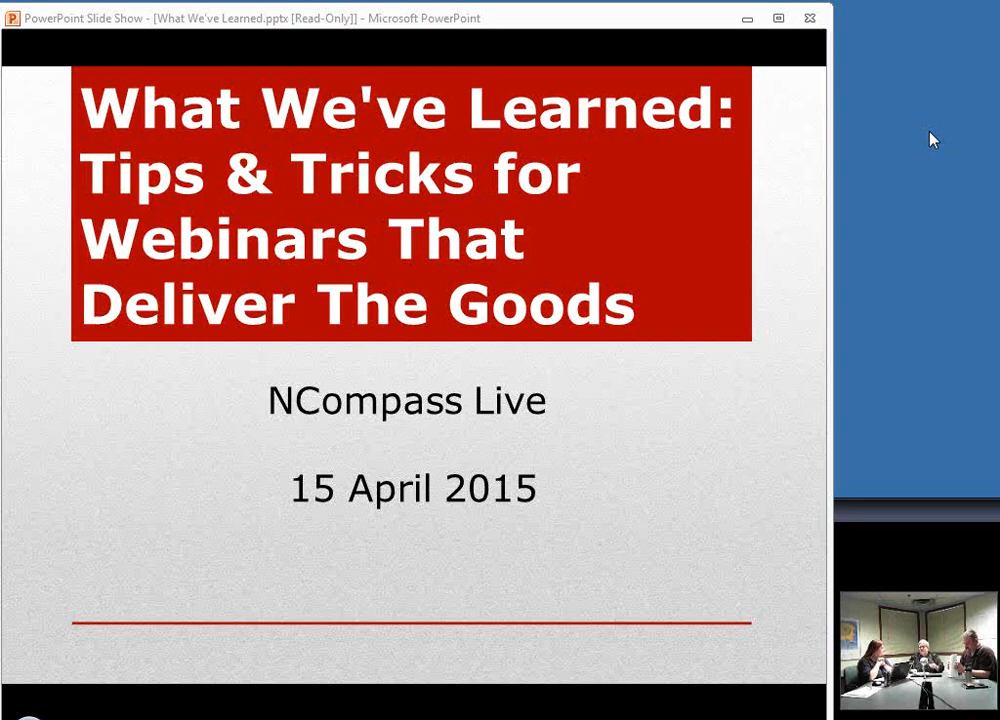 PowerPoint Slide Show - [What We've Learned.pptx [Read-Only]] - Microsoft PowerPoint
What We've Learned:
Tips & Tricks for
Webinars That
Deliver The Goods
NCompass Live
15 April 2015